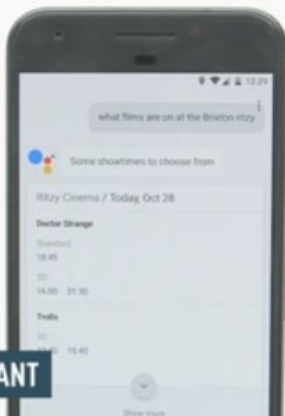 12:29
what films are on at the Brixton ritzy
Some showtimes to choose from
Ritzy Cinema / Today, Oct 28
Doctor Strange
Standard
18:45
3D
16:00 21:30
Trolls
3D
15:40
Show more
ANT